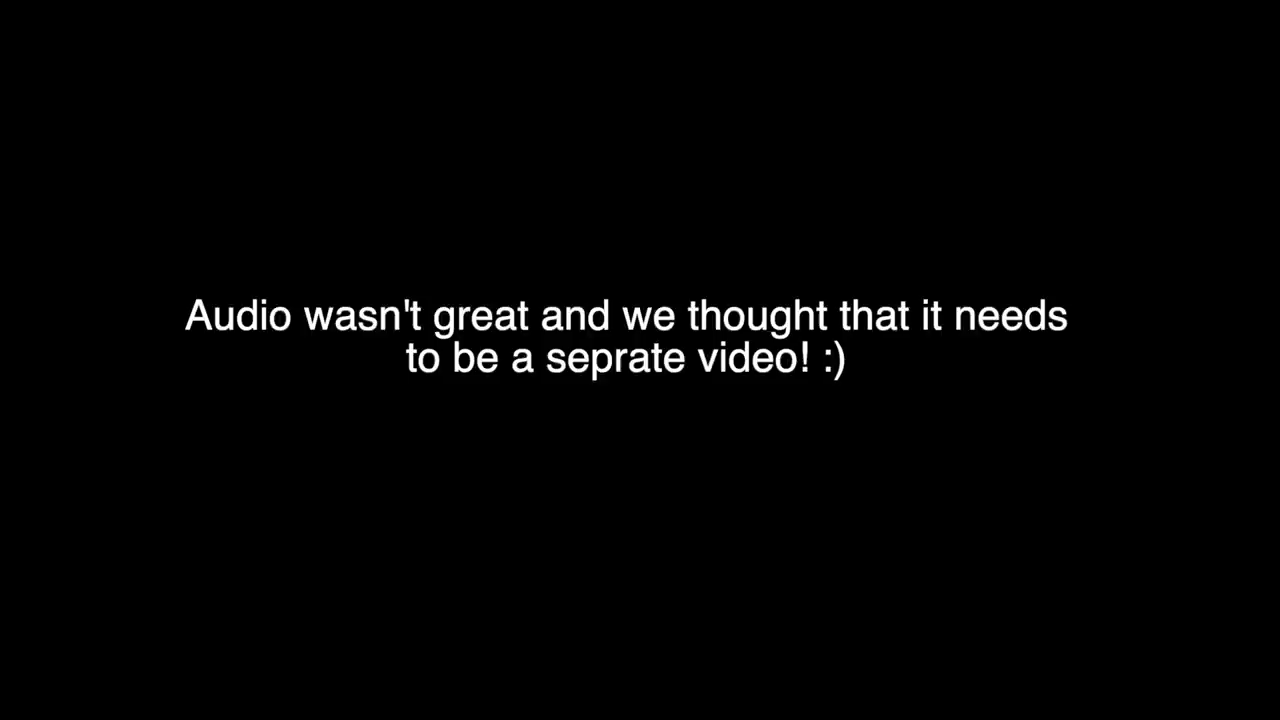 Audio wasn't great and we thought that it needs
to be a seprate video! :)